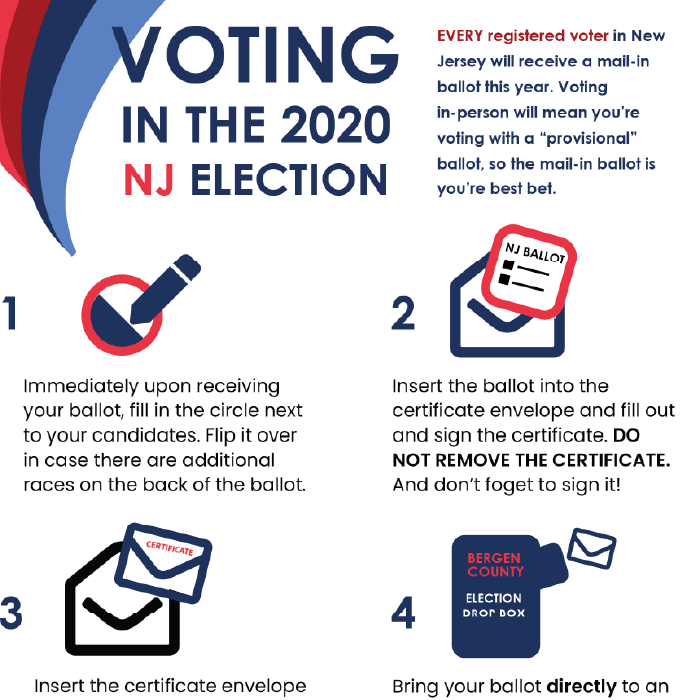 VOTING
IN THE 2020
NJ ELECTION
EVERY registered voter in New
Jersey will receive a mail-in
ballot this year. Voting
in-person will mean you're
voting with a "provisional"
ballot, so the mail-in ballot is
you're best bet.
1
Immediately upon receiving
your ballot, fill in the circle next
to your candidates. Flip it over
in case there are additional
races on the back of the ballot.
2
NJ BALLOT
Insert the ballot into the
certificate envelope and fill out
and sign the certificate. DO
NOT REMOVE THE CERTIFICATE.
And don't foget to sign it!
3
CERTIFICATE
Insert the certificate envelope
4
BERGEN
COUNTY
ELECTION
DROP BOX
Bring your ballot directly to an